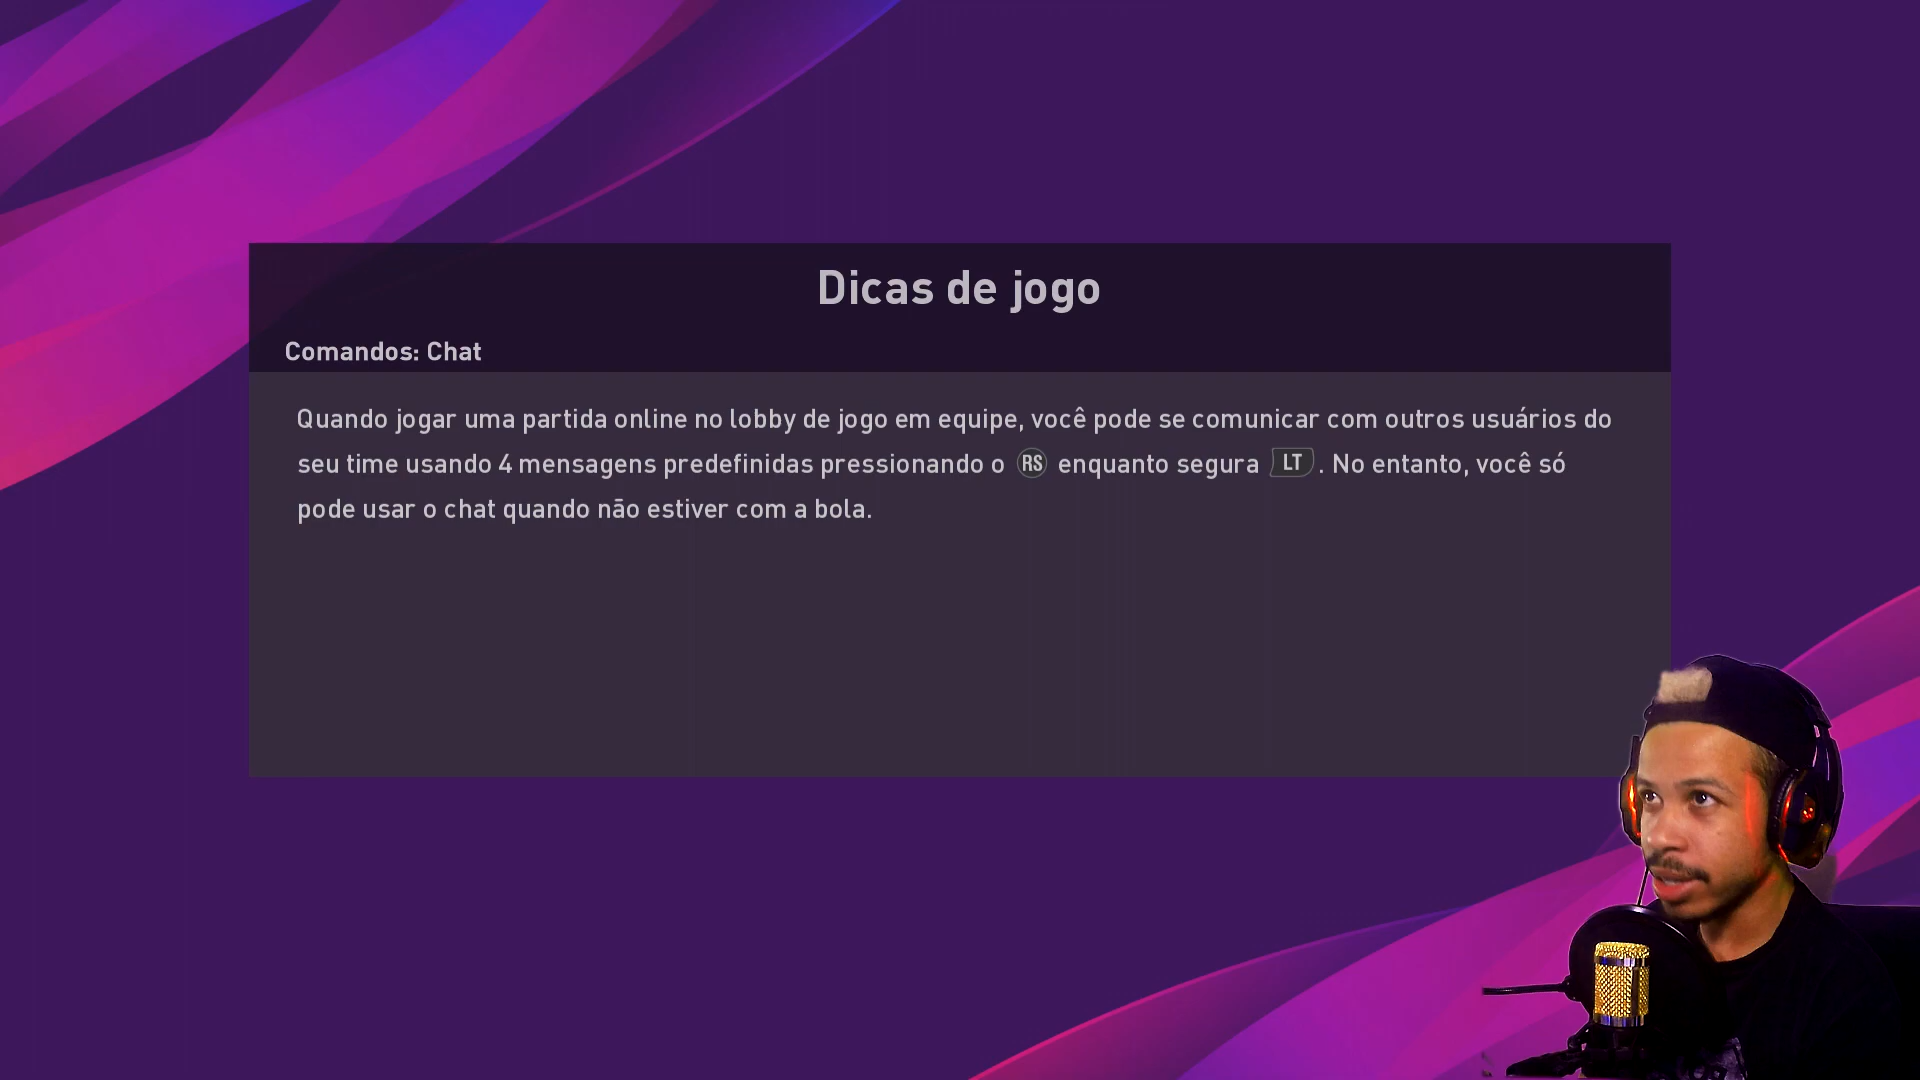 Dicas de jogo
Comandos: Chat
Quando jogar uma partida online no lobby de jogo em equipe, você pode se comunicar com outros usuários do
seu time usando 4 mensagens predefinidas pressionando o RS enquanto segura LT. No entanto, você só
pode usar o chat quando não estiver com a bola.